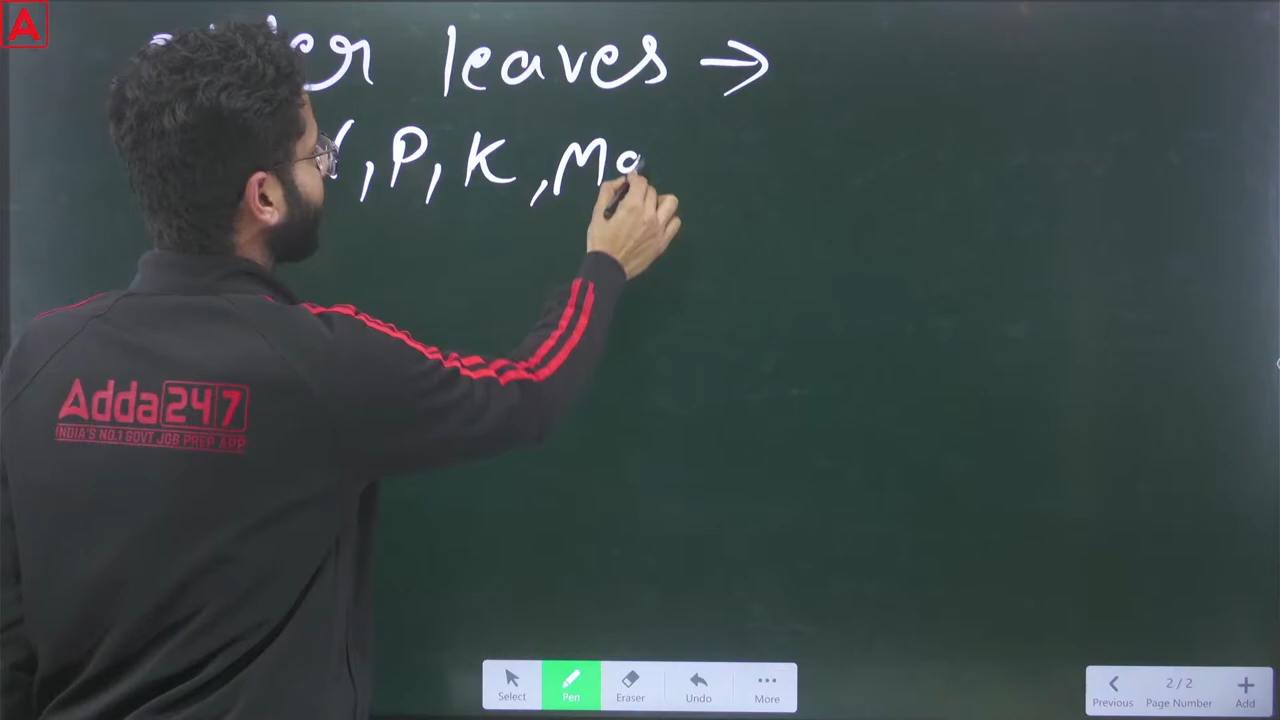 A
leaves →
, P, K, M
Adda247
INDIA'S NO.1 GOVT JOB PREP APP
Select
Pen
Eraser
Undo
More
Previous
2 / 2
Page Number
Add